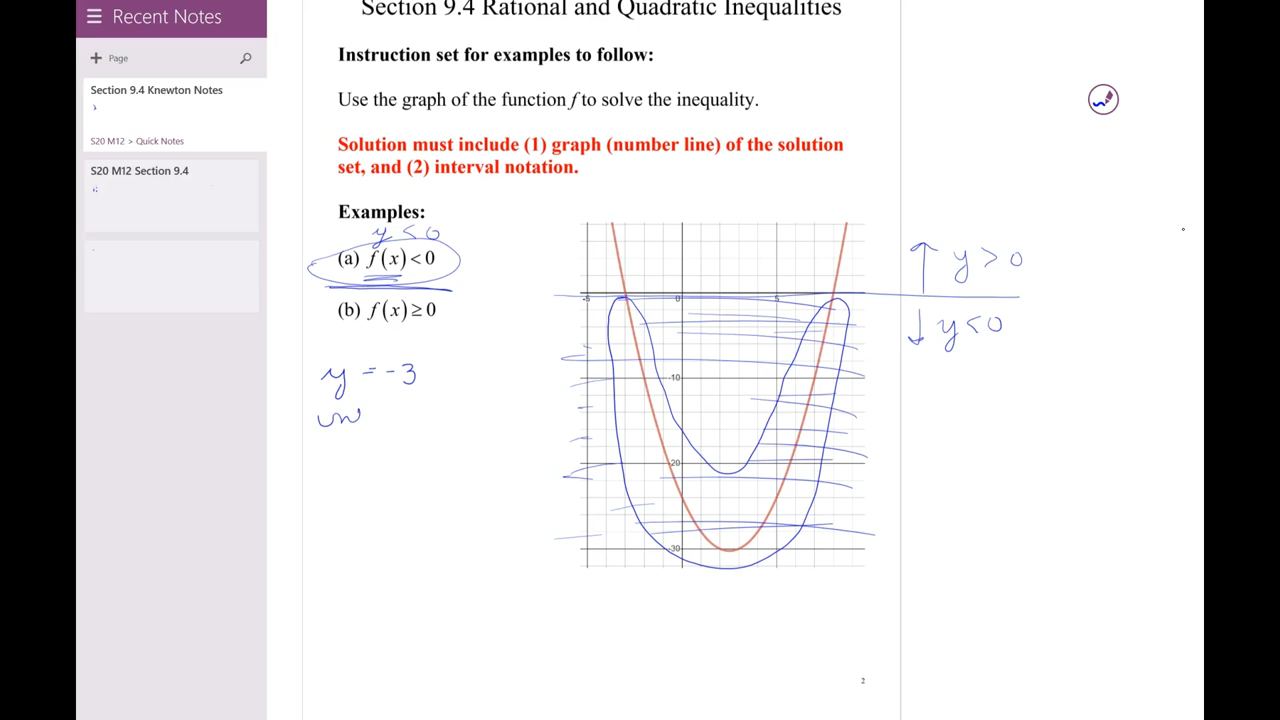 Recent Notes
Section 9.4 Rational and Quadratic Inequalities
Page
Section 9.4 Knewton Notes
S20 M12 > Quick Notes
S20 M12 Section 9.4
Instruction set for examples to follow:
Use the graph of the function f to solve the inequality.
Solution must include (1) graph (number line) of the solution
set, and (2) interval notation.
Examples:
y < 0
(a) f(x) < 0
(b) f(x) ≥ 0
y = -3
↑ y > 0
↓ y < 0
-5 0 5
-10
-20
-30
2